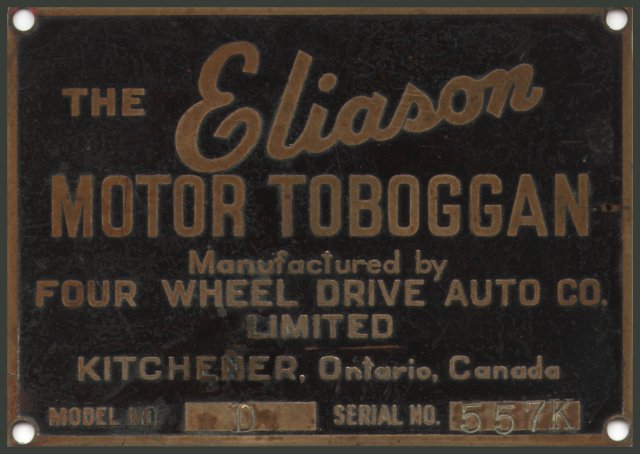 THE Eliason
MOTOR TOBOGGAN
Manufactured by
FOUR WHEEL DRIVE AUTO CO.
LIMITED
KITCHENER, Ontario, Canada
MODEL NO. D SERIAL NO. 557K